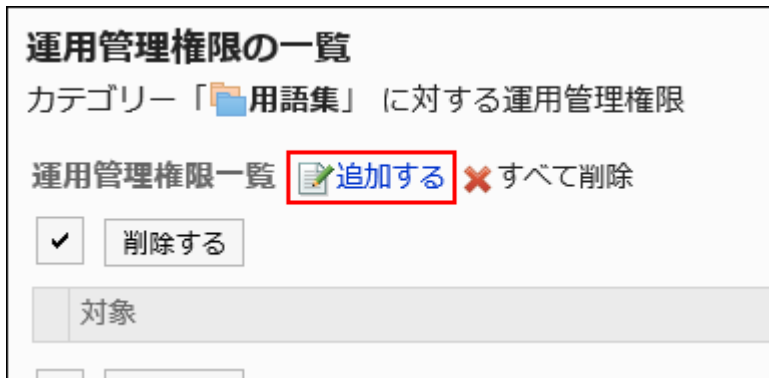 運用管理権限の一覧
カテゴリー「用語集」 に対する運用管理権限
運用管理権限一覧 追加する すべて削除
削除する
対象